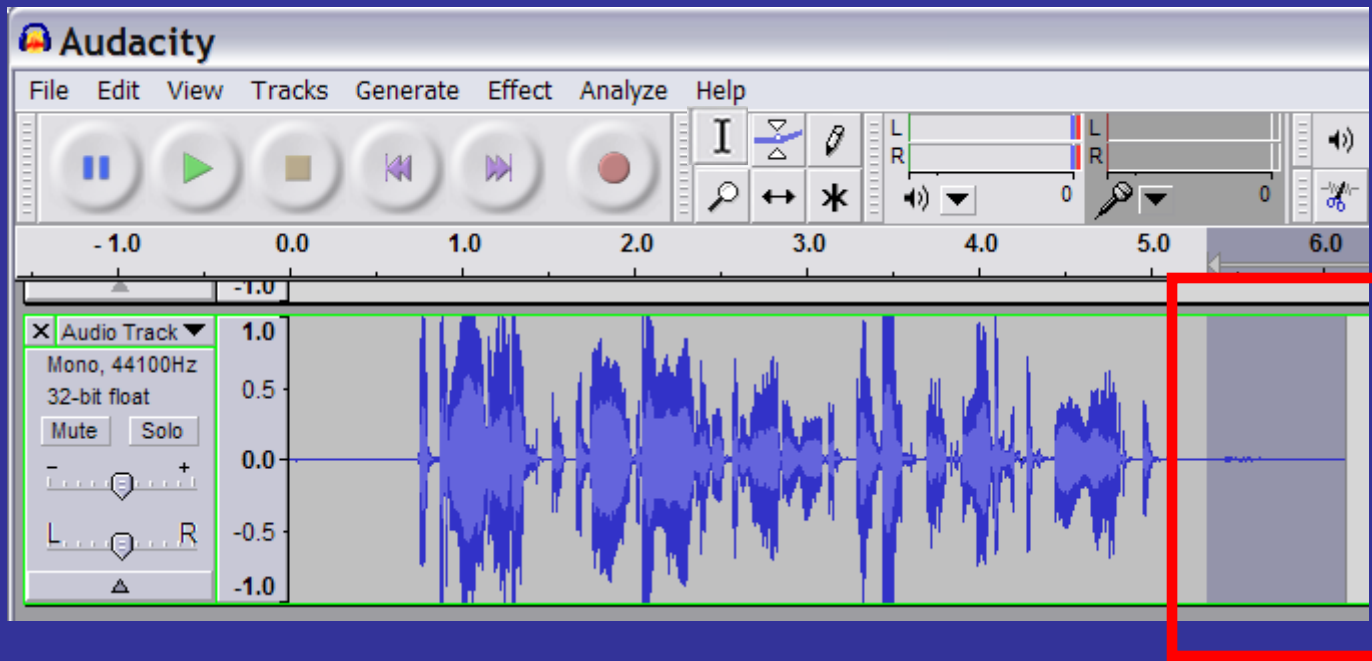 Audacity
File Edit View Tracks Generate Effect Analyze Help
L L
R R
0 0
- 1.0 0.0 1.0 2.0 3.0 4.0 5.0 6.0
-1.0
X Audio Track 1.0
Mono, 44100Hz
32-bit float 0.5
Mute Solo
- + 0.0
L R -0.5
-1.0